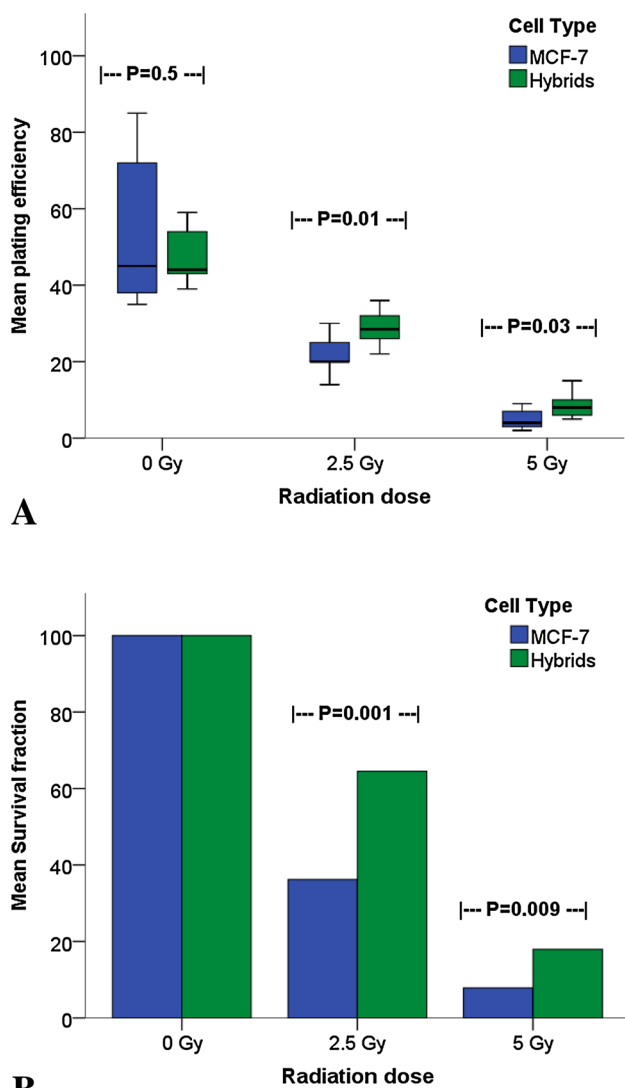 Cell Type
MCF-7
Hybrids
|--- P=0.5 ---|
|--- P=0.01 ---|
|--- P=0.03 ---|
Mean plating efficiency
100
80
60
40
20
0
0 Gy
2.5 Gy
5 Gy
Radiation dose
A
Cell Type
MCF-7
Hybrids
|--- P=0.001 ---|
|--- P=0.009 ---|
Mean Survival fraction
100
80
60
40
20
0
0 Gy
2.5 Gy
5 Gy
Radiation dose
B